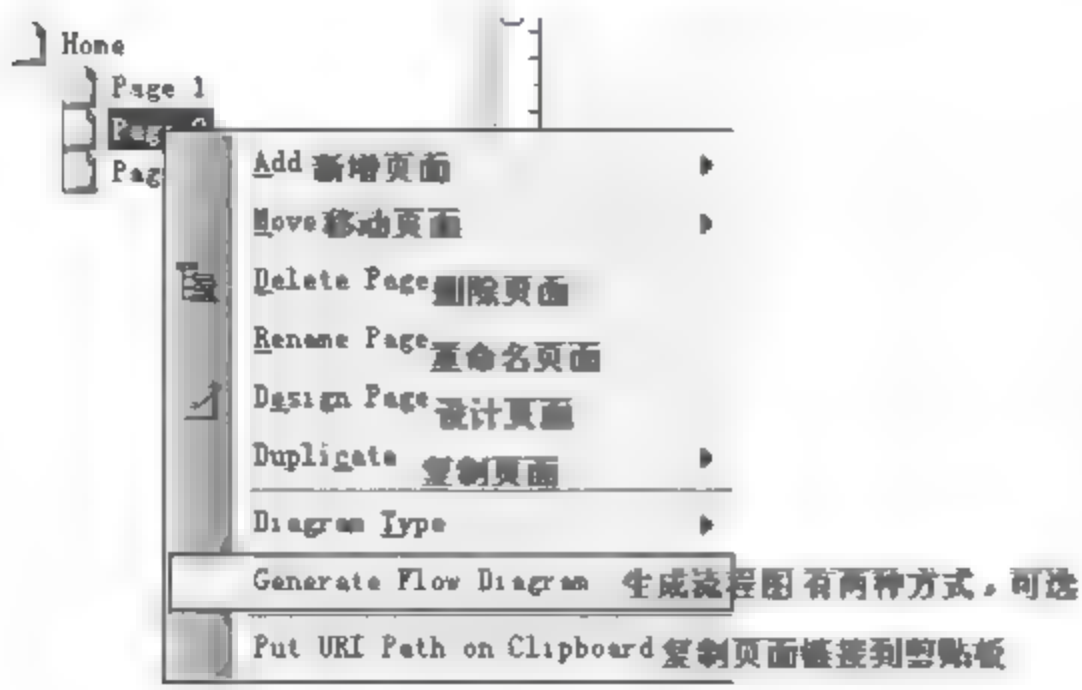 Home
Page 1
Page
Pag
Add 新增页面
Move 移动页面
Delete Page 删除页面
Rename Page 重命名页面
Design Page 设计页面
Duplicate 复制页面
Diagram Type
Generate Flow Diagram 生成流程图 有两种方式，可选
Put URI Path on Clipboard 复制页面链接到剪贴板